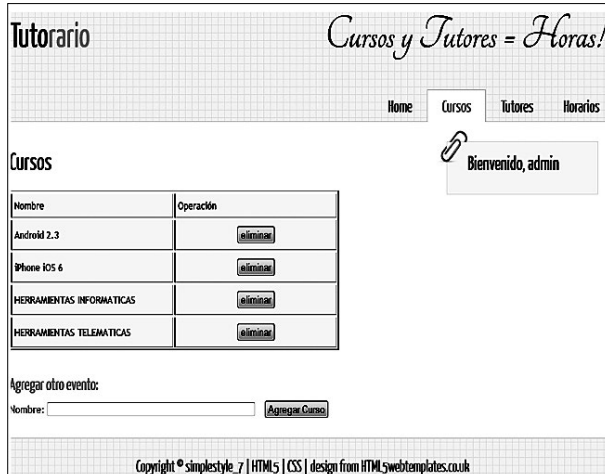 Tutorario
Cursos y Tutores = Horas!
Home Cursos Tutores Horarios
Bienvenido, admin
Cursos
Nombre Operación
Android 2.3 eliminar
iPhone iOS 6 eliminar
HERRAMIENTAS INFORMATICAS eliminar
HERRAMIENTAS TELEMATICAS eliminar
Agregar otro evento:
Nombre: Agregar Curso
Copyright © simplestyle_7 | HTML5 | CSS | design from HTML5webtemplates.co.uk